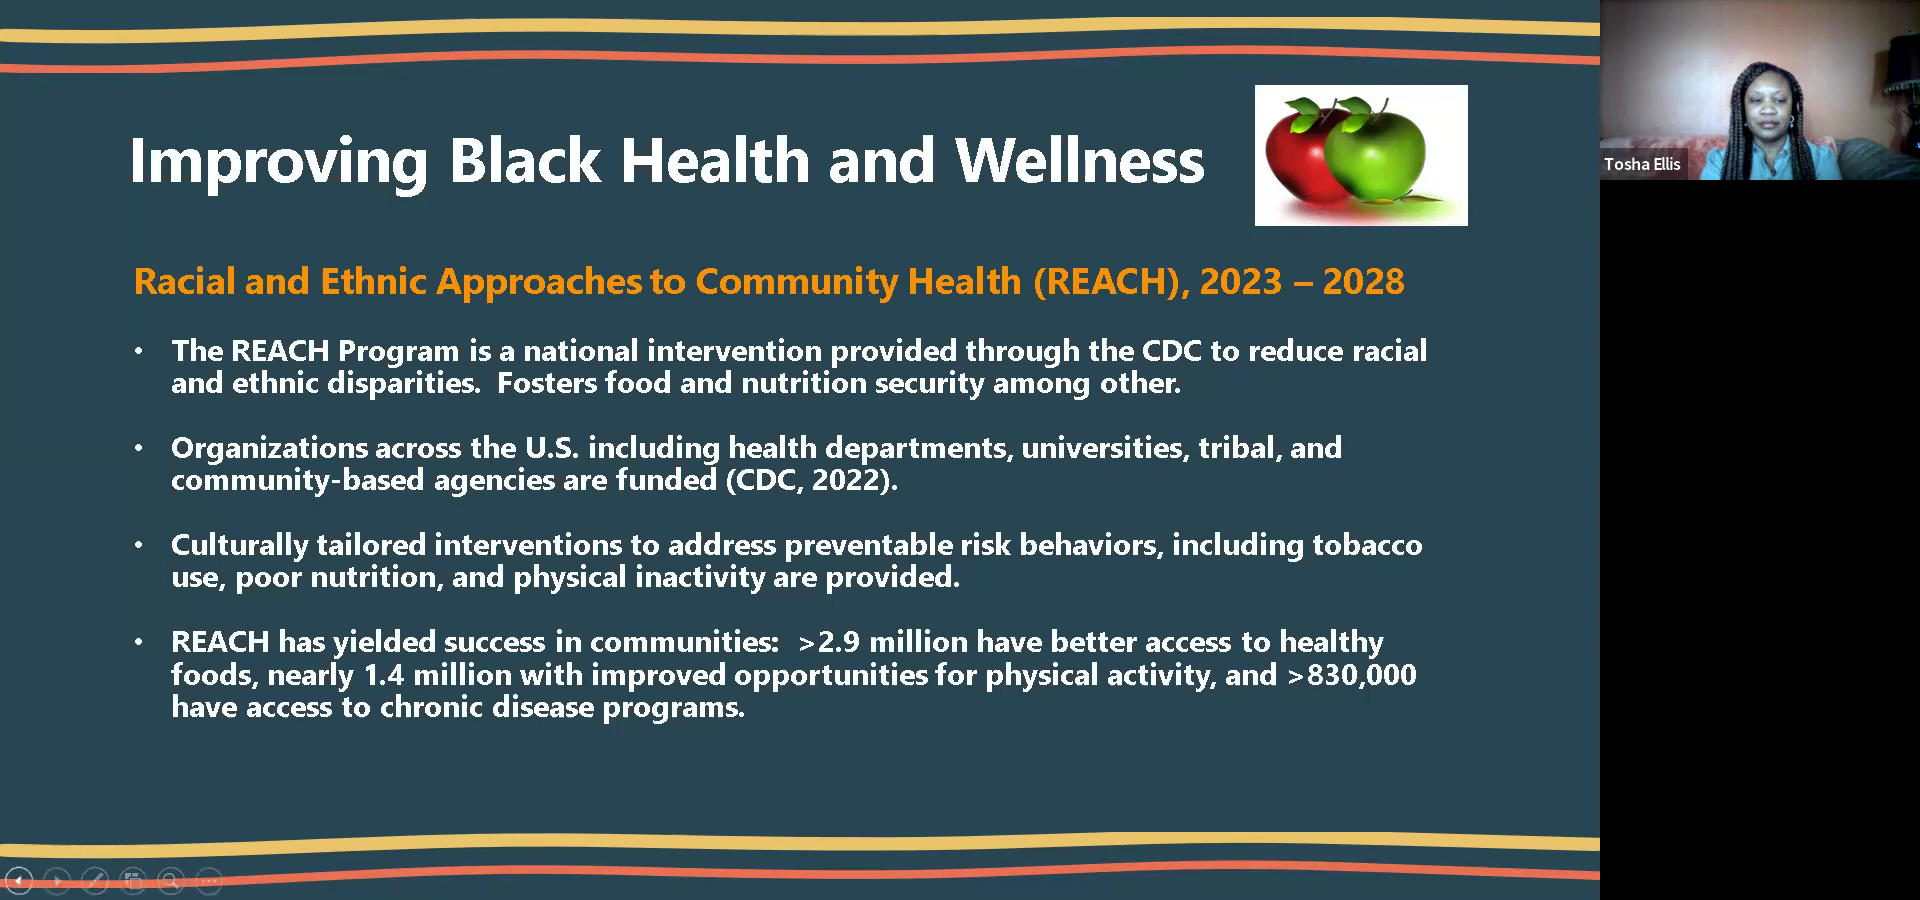 Improving Black Health and Wellness
Racial and Ethnic Approaches to Community Health (REACH), 2023 – 2028
• The REACH Program is a national intervention provided through the CDC to reduce racial
and ethnic disparities.  Fosters food and nutrition security among other.
• Organizations across the U.S. including health departments, universities, tribal, and
community-based agencies are funded (CDC, 2022).
• Culturally tailored interventions to address preventable risk behaviors, including tobacco
use, poor nutrition, and physical inactivity are provided.
• REACH has yielded success in communities:  >2.9 million have better access to healthy
foods, nearly 1.4 million with improved opportunities for physical activity, and >830,000
have access to chronic disease programs.
Tosha Ellis